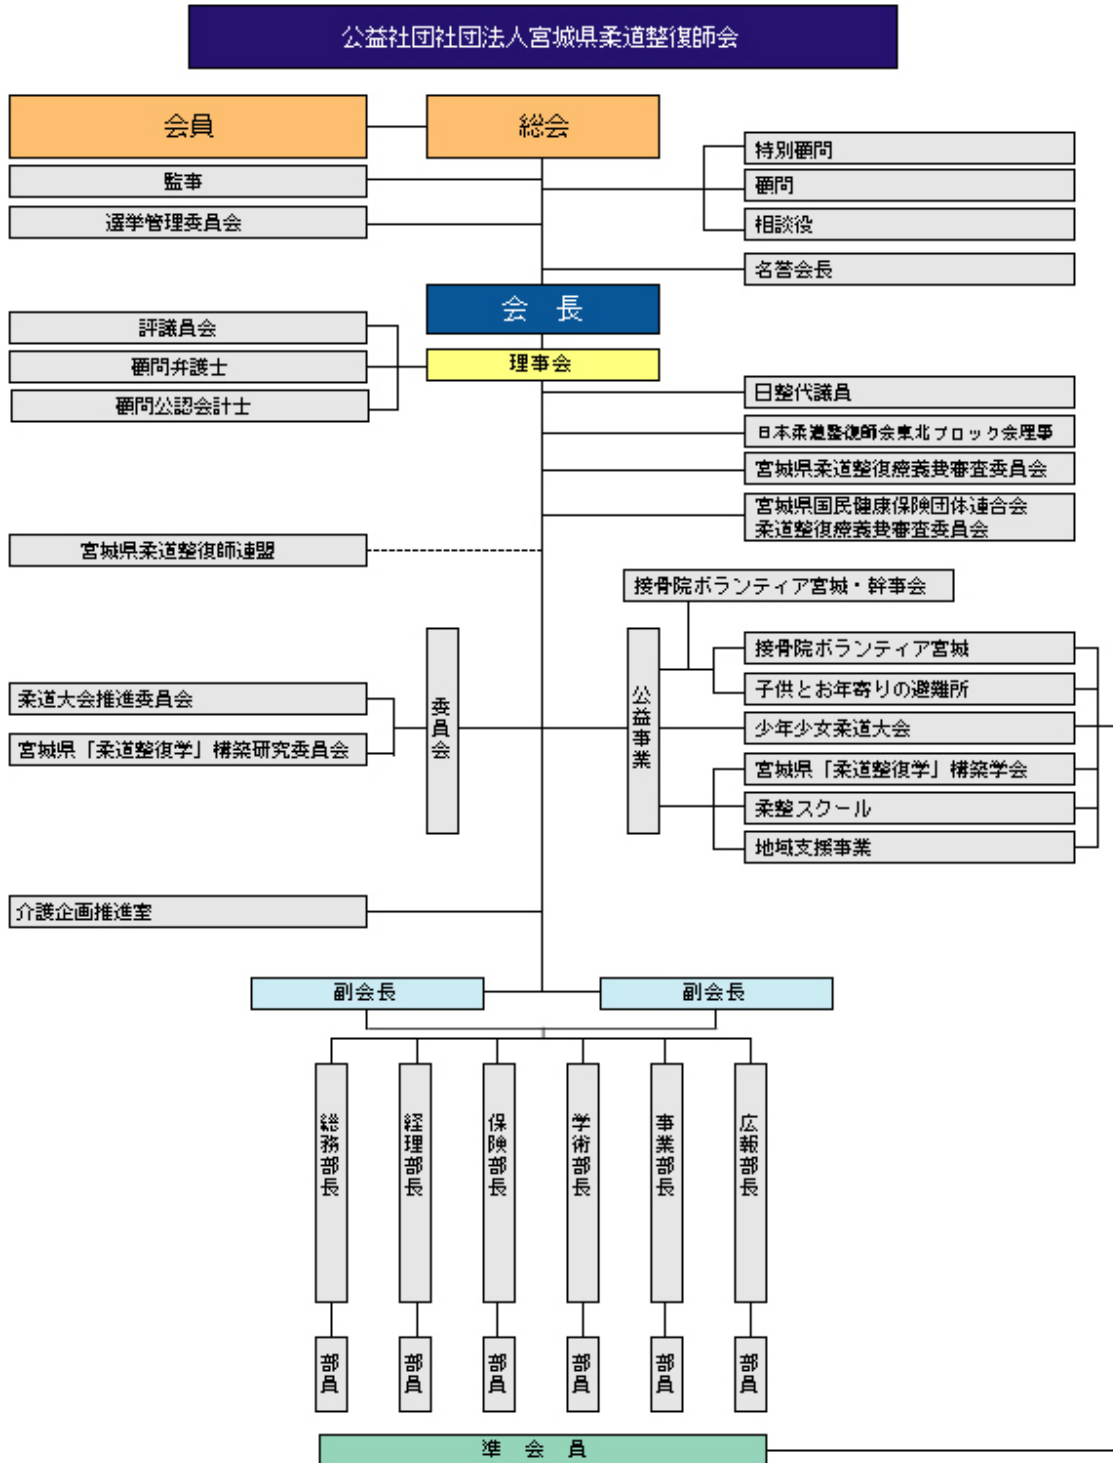 公益社団社団法人宮城県柔道整復師会
会員
総会
監事
選挙管理委員会
特別顧問
顧問
相談役
名誉会長
会 長
理事会
評議員会
顧問弁護士
顧問公認会計士
日整代議員
日本柔道整復師会東北ブロック会理事
宮城県柔道整復療養費審査委員会
宮城県国民健康保険団体連合会
柔道整復療養費審査委員会
宮城県柔道整復師連盟
接骨院ボランティア宮城・幹事会
委員会
公益事業
柔道大会推進委員会
宮城県「柔道整復学」構築研究委員会
接骨院ボランティア宮城
子供とお年寄りの避難所
少年少女柔道大会
宮城県「柔道整復学」構築学会
柔整スクール
地域支援事業
介護企画推進室
副会長
副会長
総務部長
経理部長
保険部長
学術部長
事業部長
広報部長
部員
部員
部員
部員
部員
部員
準 会 員